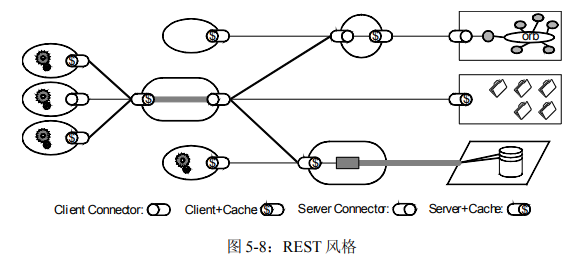 $
$
orb
$
$
$
$
$
$
$
Client Connector:
Client+Cache:
$
Server Connector:
Server+Cache:
$
图 5-8：REST 风格